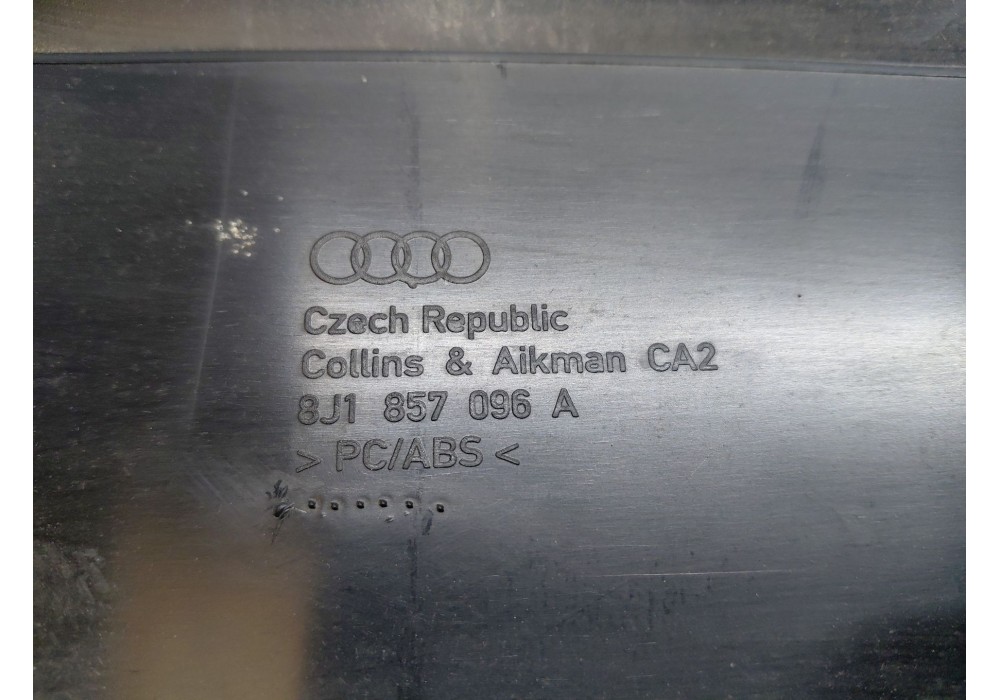 Czech Republic
Collins & Aikman CA2
8J1 857 096 A
> PC/ABS <